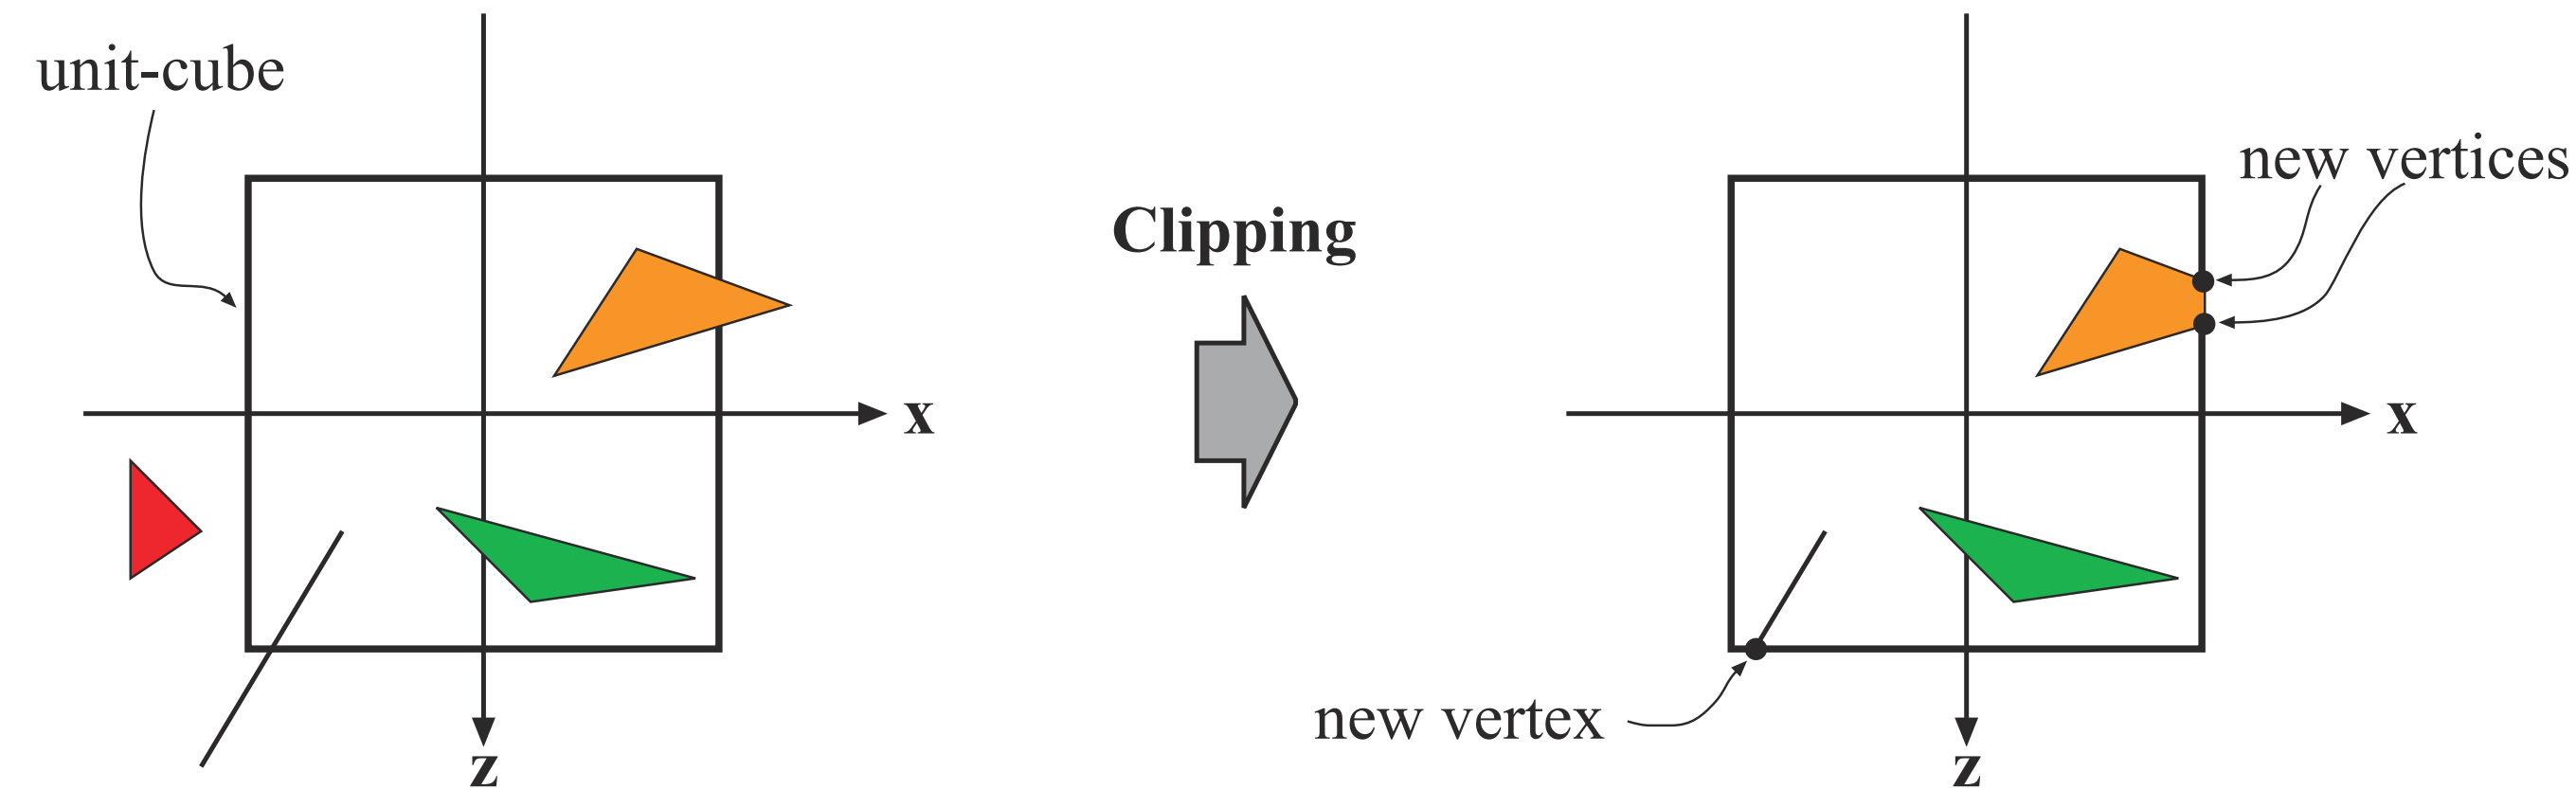 unit-cube
x
z
Clipping
new vertices
x
new vertex
z